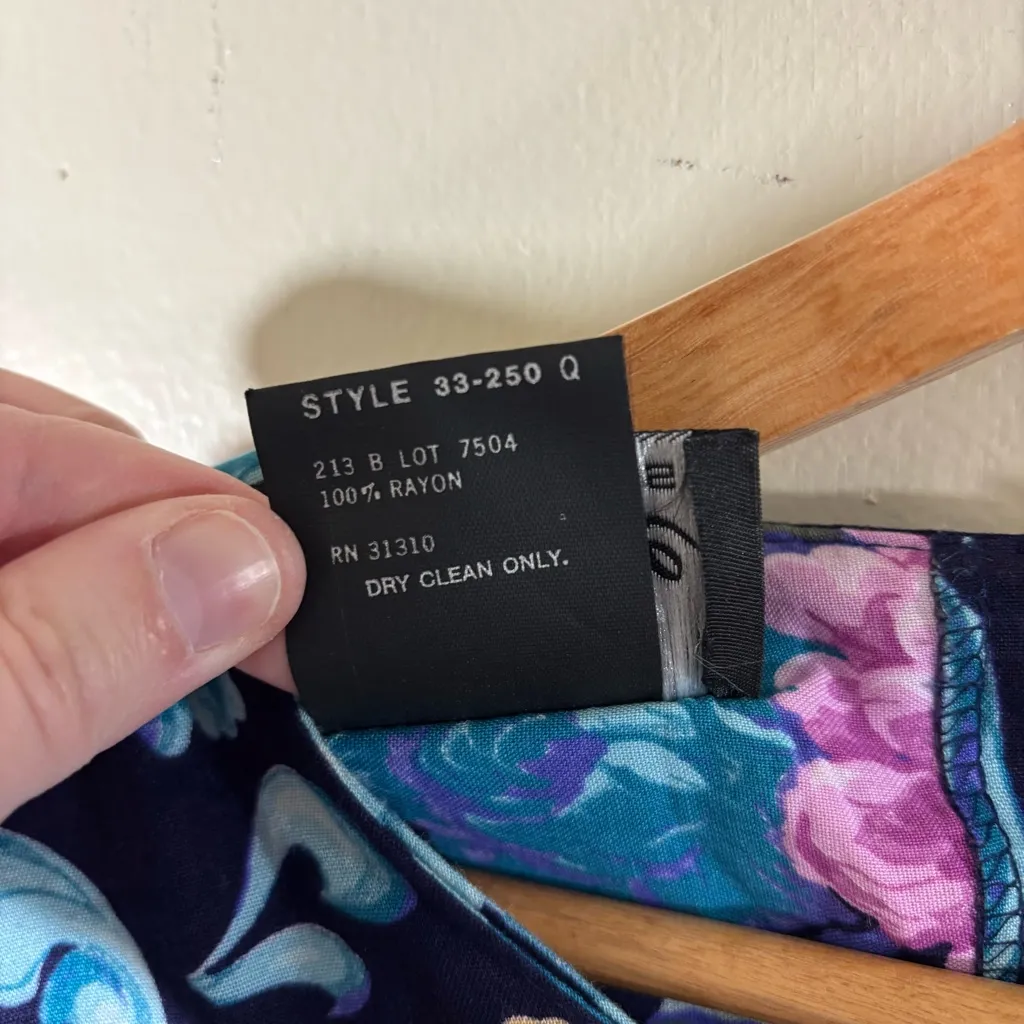 STYLE 33-250 Q
213 B LOT 7504
100% RAYON
RN 31310
DRY CLEAN ONLY.